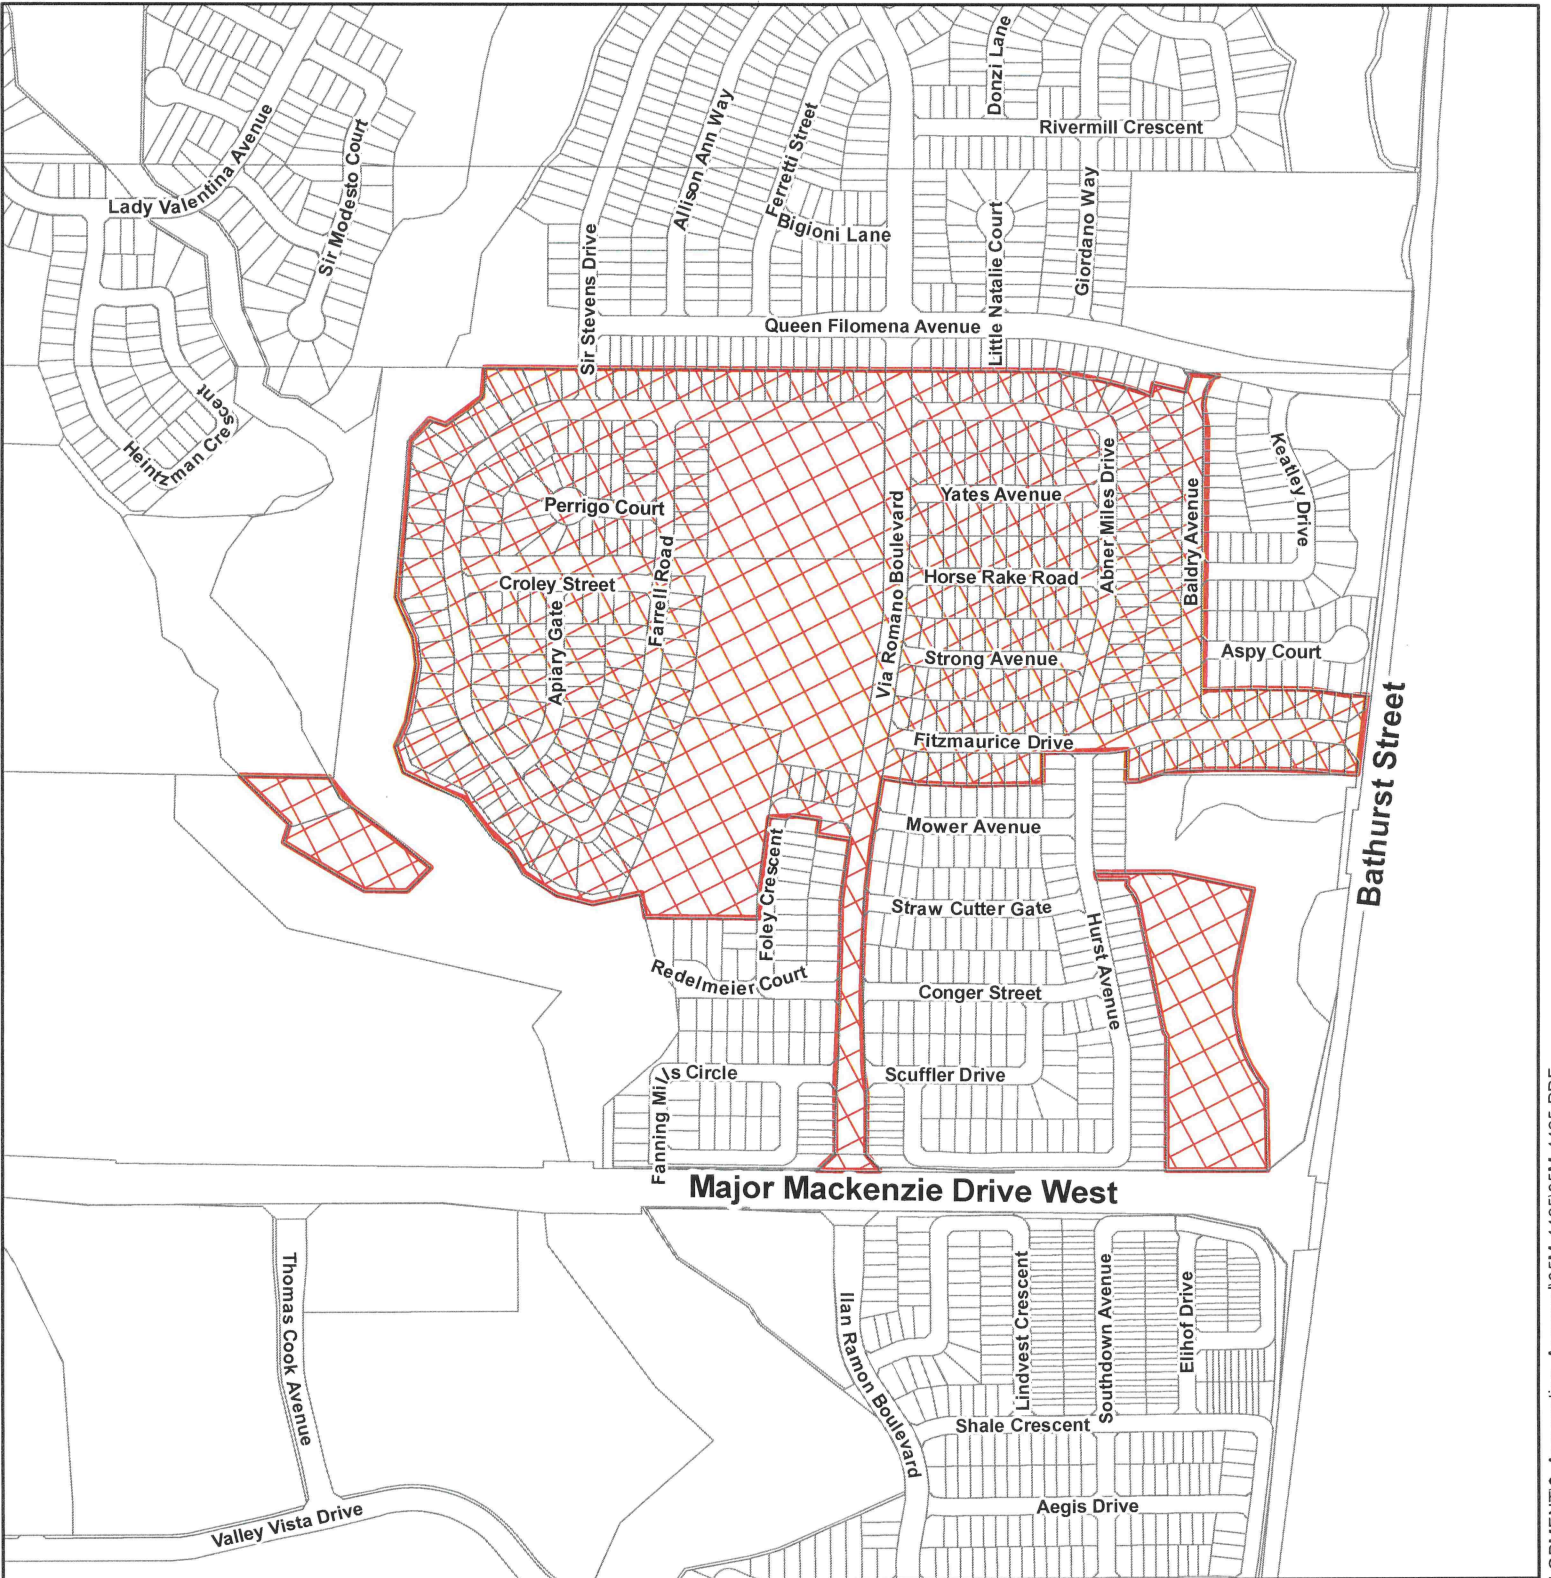 Donzi Lane
Rivermill Crescent
Allison Ann Way
Ferretti Street
Lady Valentina Avenue
Sir Modesto Court
Bigioni Lane
Giordano Way
Little Natalie Court
Sir Stevens Drive
Queen Filomena Avenue
Heintzman Crescent
Keatley Drive
Perrigo Court
Yates Avenue
Abner Miles Drive
Baldry Avenue
Via Romano Boulevard
Farrell Road
Croley Street
Horse Rake Road
Apiary Gate
Strong Avenue
Aspy Court
Fitzmaurice Drive
Bathurst Street
Mower Avenue
Foley Crescent
Straw Cutter Gate
Hurst Avenue
Redelmeier Court
Conger Street
Fanning Mills Circle
Scuffler Drive
Major Mackenzie Drive West
Thomas Cook Avenue
Ilan Ramon Boulevard
Lindvest Crescent
Southdown Avenue
Elihof Drive
Shale Crescent
Aegis Drive
Valley Vista Drive